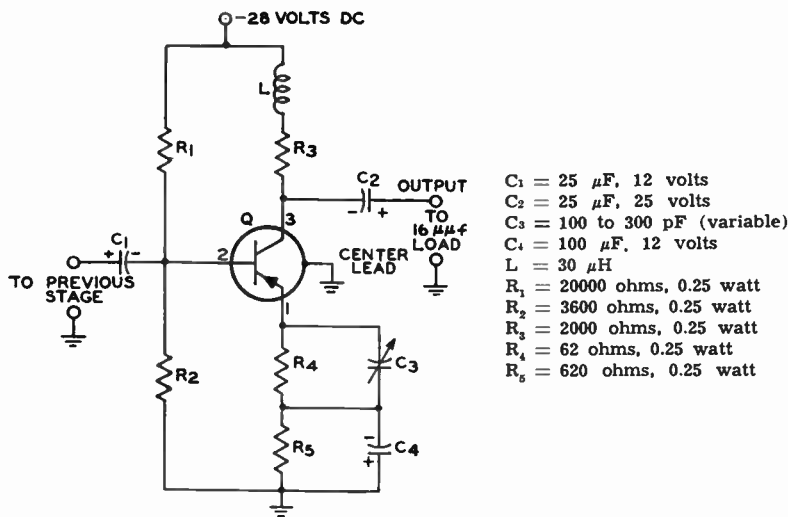 -28 VOLTS DC
L
R1
R3
C2
OUTPUT
- +
TO
16 µµf
LOAD
Q
3
C1
+ -
2
CENTER
LEAD
TO PREVIOUS
STAGE
1
R2
R4
C3
R5
-
+
C4
C₁ = 25 µF, 12 volts
C₂ = 25 µF, 25 volts
C₃ = 100 to 300 pF (variable)
C₄ = 100 µF, 12 volts
L = 30 µH
R₁ = 20000 ohms, 0.25 watt
R₂ = 3600 ohms, 0.25 watt
R₃ = 2000 ohms, 0.25 watt
R₄ = 62 ohms, 0.25 watt
R₅ = 620 ohms, 0.25 watt